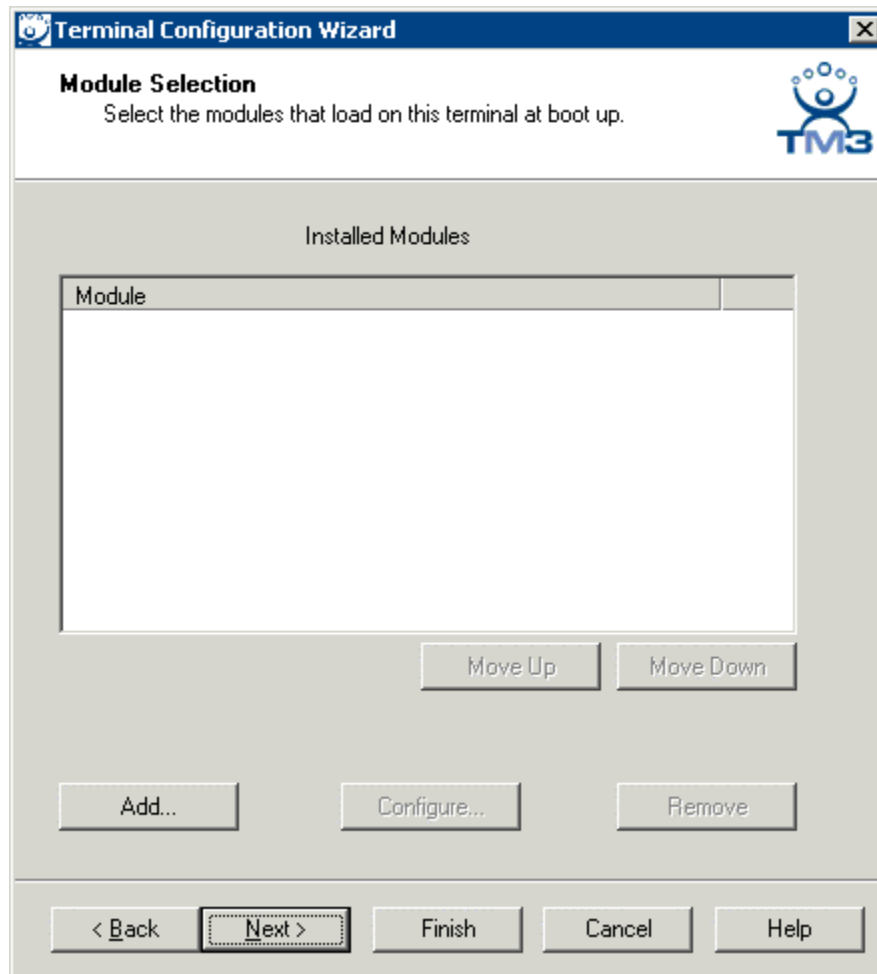 Terminal Configuration Wizard
Module Selection
Select the modules that load on this terminal at boot up.
TM3
Installed Modules
Module
Move Up Move Down
Add... Configure... Remove
< Back Next > Finish Cancel Help